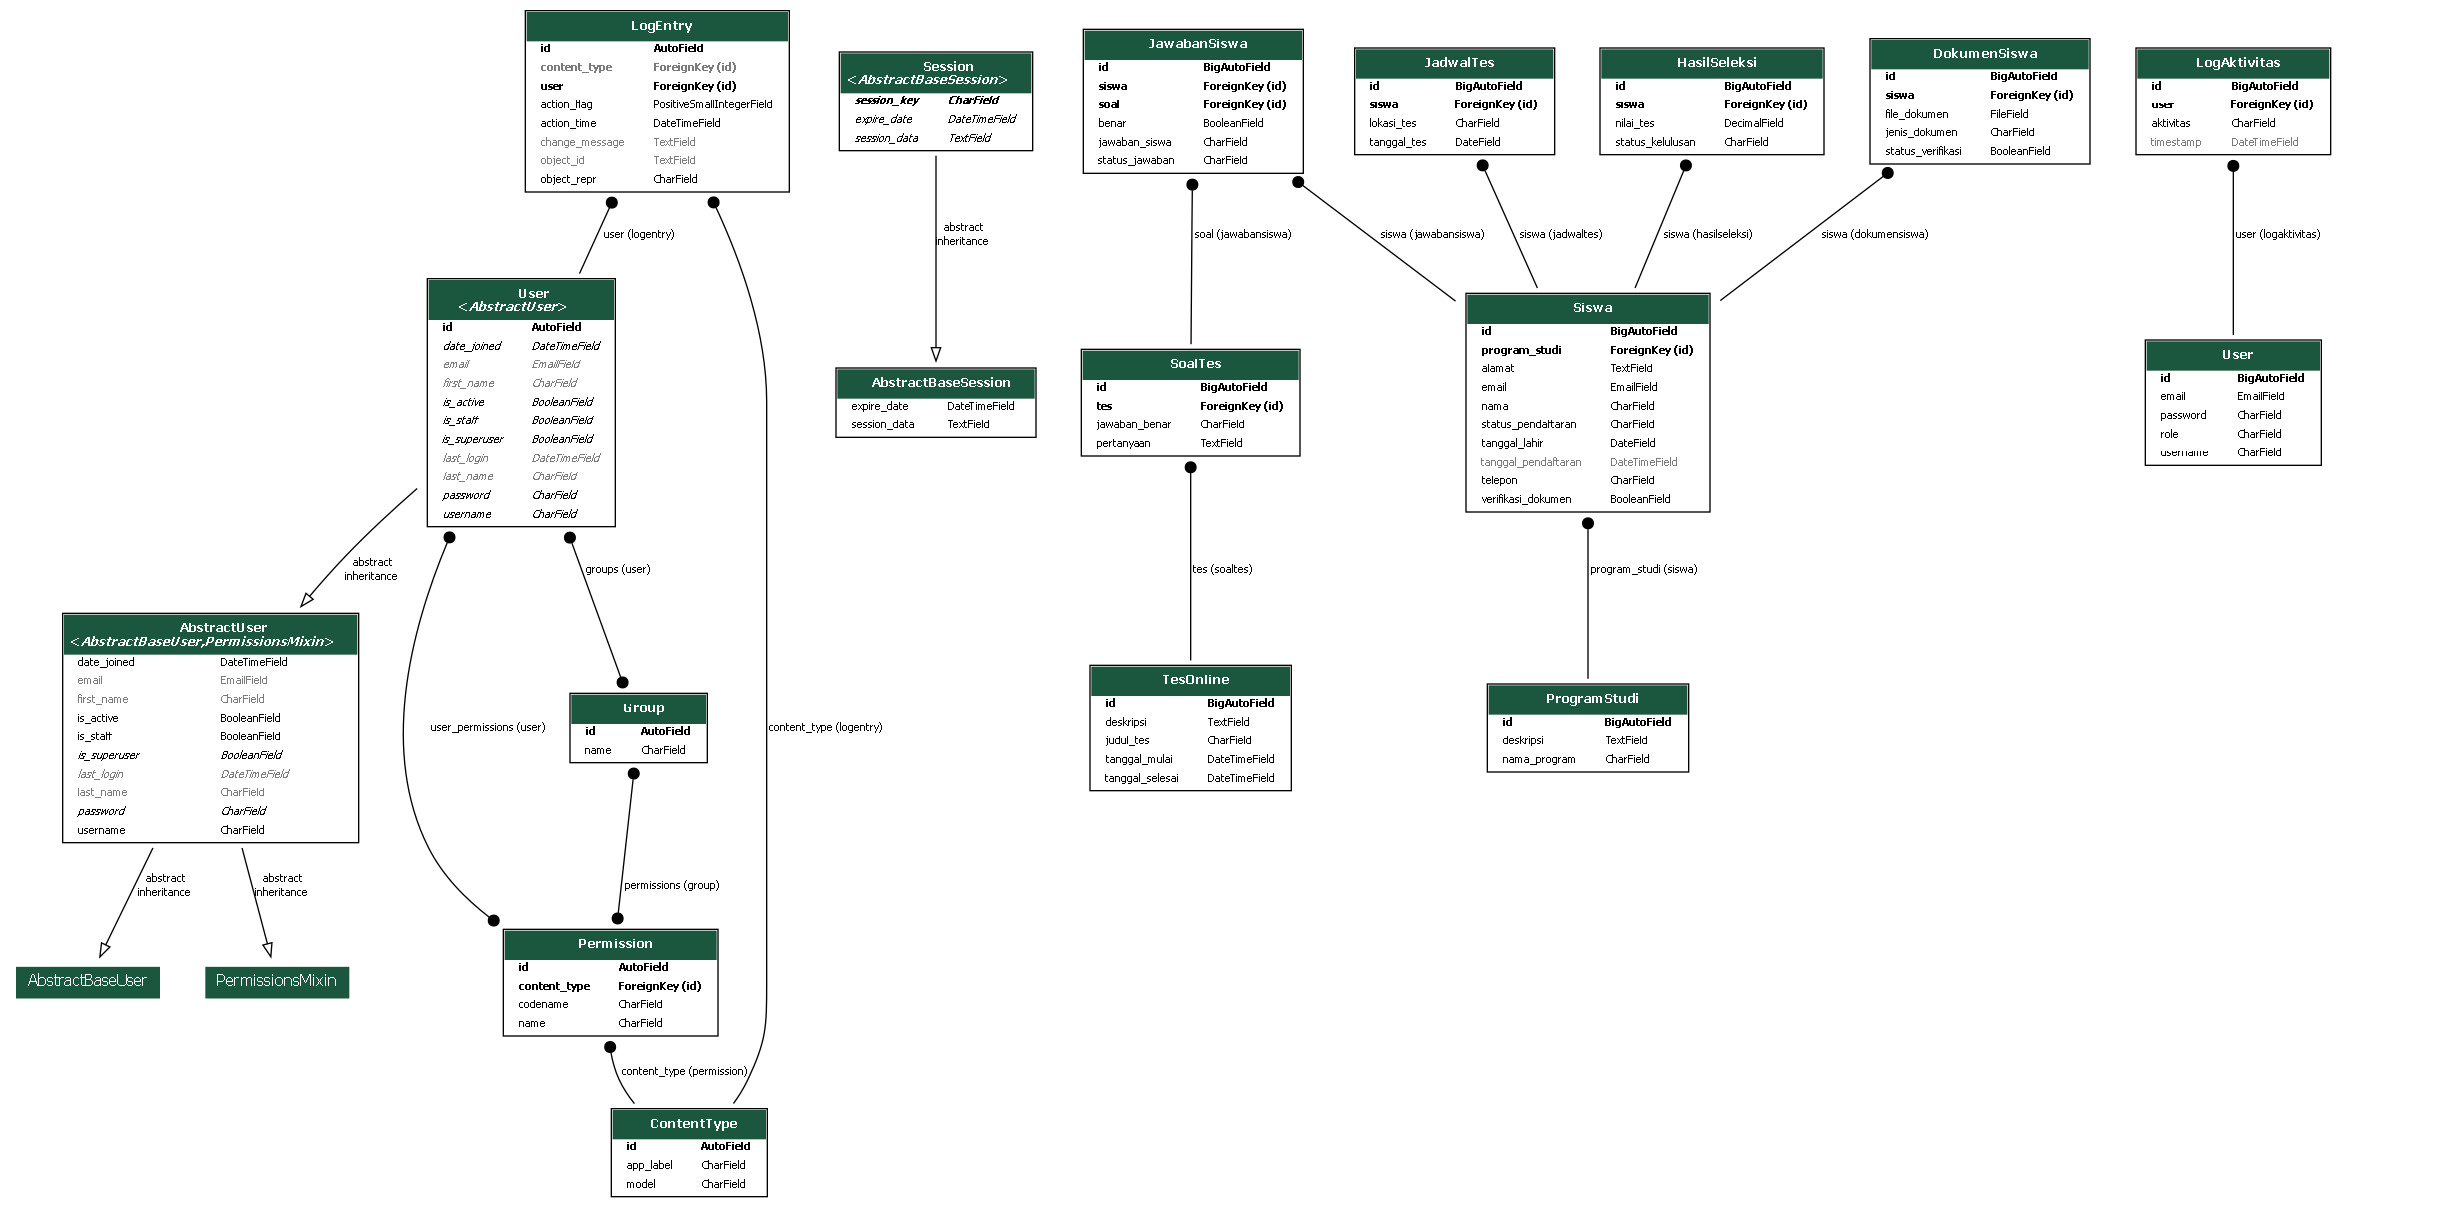 LogEntry
id AutoField
content_type ForeignKey (id)
user ForeignKey (id)
action_flag PositiveSmallIntegerField
action_time DateTimeField
change_message TextField
object_id TextField
object_repr CharField
Session
<AbstractBaseSession>
session_key CharField
expire_date DateTimeField
session_data TextField
JawabanSiswa
id BigAutoField
siswa ForeignKey (id)
soal ForeignKey (id)
benar BooleanField
jawaban_siswa CharField
status_jawaban CharField
JadwalTes
id BigAutoField
siswa ForeignKey (id)
lokasi_tes CharField
tanggal_tes DateField
HasilSeleksi
id BigAutoField
siswa ForeignKey (id)
nilai_tes DecimalField
status_kelulusan CharField
DokumenSiswa
id BigAutoField
siswa ForeignKey (id)
file_dokumen FileField
jenis_dokumen CharField
status_verifikasi BooleanField
LogAktivitas
id BigAutoField
user ForeignKey (id)
aktivitas CharField
timestamp DateTimeField
user (logentry)
abstract
inheritance
soal (jawabansiswa)
siswa (jawabansiswa)
siswa (jadwaltes)
siswa (hasilseleksi)
siswa (dokumensiswa)
user (logaktivitas)
User
<AbstractUser>
id AutoField
date_joined DateTimeField
email EmailField
first_name CharField
is_active BooleanField
is_staff BooleanField
is_superuser BooleanField
last_login DateTimeField
last_name CharField
password CharField
username CharField
AbstractBaseSession
expire_date DateTimeField
session_data TextField
SoalTes
id BigAutoField
tes ForeignKey (id)
jawaban_benar CharField
pertanyaan TextField
Siswa
id BigAutoField
program_studi ForeignKey (id)
alamat TextField
email EmailField
nama CharField
status_pendaftaran CharField
tanggal_lahir DateField
tanggal_pendaftaran DateTimeField
telepon CharField
verifikasi_dokumen BooleanField
User
id BigAutoField
email EmailField
password CharField
role CharField
username CharField
abstract
inheritance
groups (user)
tes (soaltes)
program_studi (siswa)
AbstractUser
<AbstractBaseUser,PermissionsMixin>
date_joined DateTimeField
email EmailField
first_name CharField
is_active BooleanField
is_staff BooleanField
is_superuser BooleanField
last_login DateTimeField
last_name CharField
password CharField
username CharField
user_permissions (user)
Group
id AutoField
name CharField
content_type (logentry)
TesOnline
id BigAutoField
deskripsi TextField
judul_tes CharField
tanggal_mulai DateTimeField
tanggal_selesai DateTimeField
ProgramStudi
id BigAutoField
deskripsi TextField
nama_program CharField
abstract
inheritance
abstract
inheritance
permissions (group)
AbstractBaseUser
PermissionsMixin
Permission
id AutoField
content_type ForeignKey (id)
codename CharField
name CharField
content_type (permission)
ContentType
id AutoField
app_label CharField
model CharField